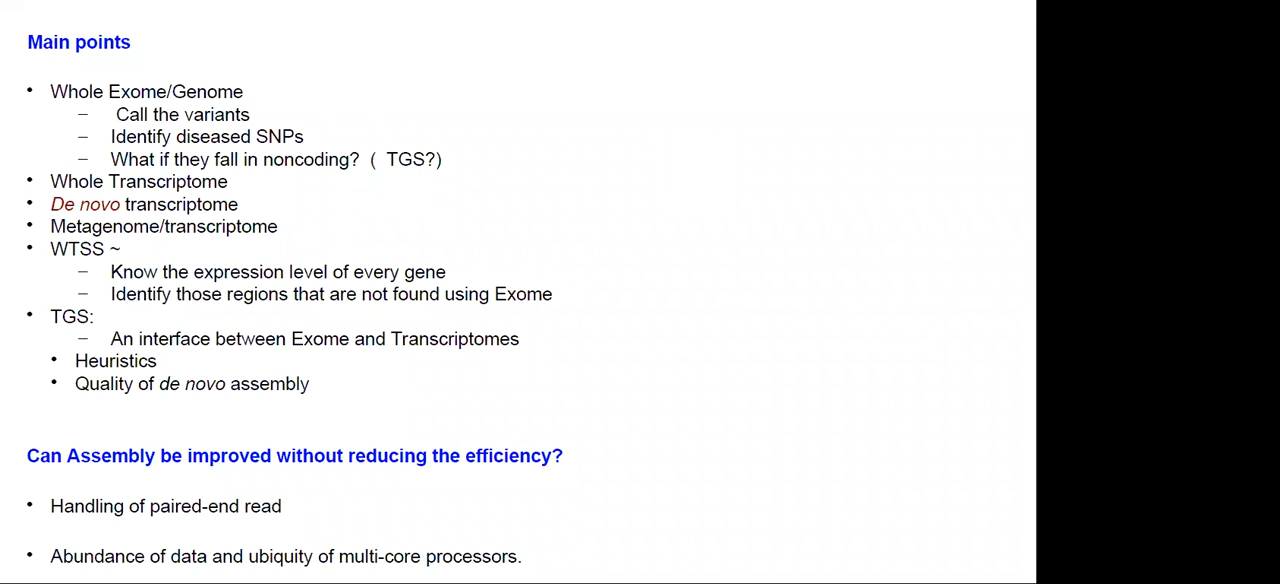 Main points
• Whole Exome/Genome
– Call the variants
– Identify diseased SNPs
– What if they fall in noncoding? ( TGS?)
• Whole Transcriptome
• De novo transcriptome
• Metagenome/transcriptome
• WTSS ~
– Know the expression level of every gene
– Identify those regions that are not found using Exome
• TGS:
– An interface between Exome and Transcriptomes
• Heuristics
• Quality of de novo assembly
Can Assembly be improved without reducing the efficiency?
• Handling of paired-end read
• Abundance of data and ubiquity of multi-core processors.